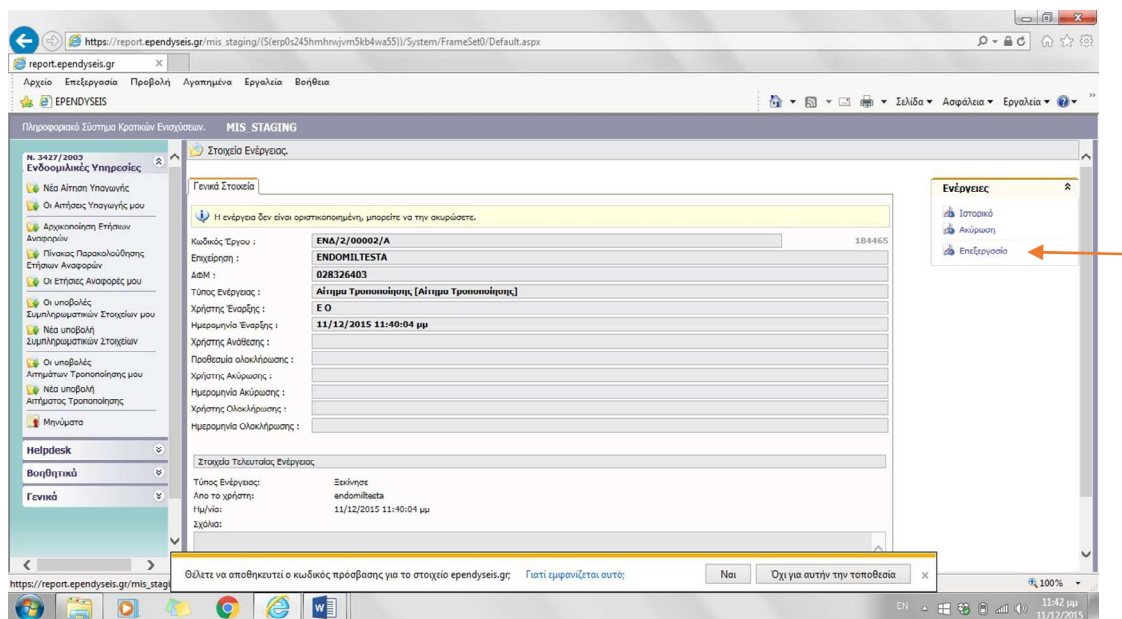 https://report.ependyseis.gr/mis_staging/(S(erp0s245hmhrwjvm5kb4wa55))/System/FrameSet0/Default.aspx
report.ependyseis.gr
Αρχείο Επεξεργασία Προβολή Αγαπημένα Εργαλεία Βοήθεια
EPENDYSEIS
Σελίδα Ασφάλεια Εργαλεία
Πληροφοριακό Σύστημα Κρατικών Ενισχύσεων. MIS_STAGING
Ν. 3427/2005
Ενδοομιλικές Υπηρεσίες
Νέα Αίτηση Υπαγωγής
Οι Αιτήσεις Υπαγωγής μου
Αρχικοποίηση Ετήσιων
Αναφορών
Πίνακας Παρακολούθησης
Ετήσιων Αναφορών
Οι Ετήσιες Αναφορές μου
Οι υποβολές
Συμπληρωματικών Στοιχείων μου
Νέα υποβολή
Συμπληρωματικών Στοιχείων
Οι υποβολές
Αιτημάτων Τροποποίησης μου
Νέα υποβολή
Αιτήματος Τροποποίησης
Μηνύματα
Helpdesk
Βοηθητικά
Γενικά
Στοιχεία Ενέργειας.
Γενικά Στοιχεία
Η ενέργεια δεν είναι οριστικοποιημένη, μπορείτε να την ακυρώσετε.
Κωδικός Έργου : ΕΝΔ/2/00002/Α 184465
Επιχείρηση : ENDOMILTESTA
ΑΦΜ : 028326403
Τύπος Ενέργειας : Αίτημα Τροποποίησης [Αίτημα Τροποποίησης]
Χρήστης Έναρξης : Ε Ο
Ημερομηνία Έναρξης : 11/12/2015 11:40:04 μμ
Χρήστης Ανάθεσης :
Προθεσμία ολοκλήρωσης :
Χρήστης Ακύρωσης :
Ημερομηνία Ακύρωσης :
Χρήστης Ολοκλήρωσης :
Ημερομηνία Ολοκλήρωσης :
Στοιχεία Τελευταίας Ενέργειας
Τύπος Ενέργειας: Ξεκίνησε
Απο το χρήστη: endomiltesta
Ημ/νία: 11/12/2015 11:40:04 μμ
Σχόλια:
Ενέργειες
Ιστορικό
Ακύρωση
Επεξεργασία
Θέλετε να αποθηκευτεί ο κωδικός πρόσβασης για το στοιχείο ependyseis.gr; Γιατί εμφανίζεται αυτό; Ναι Όχι για αυτήν την τοποθεσία
https://report.ependyseis.gr/mis_stagi
100%
EN 11:42 μμ
11/12/2015